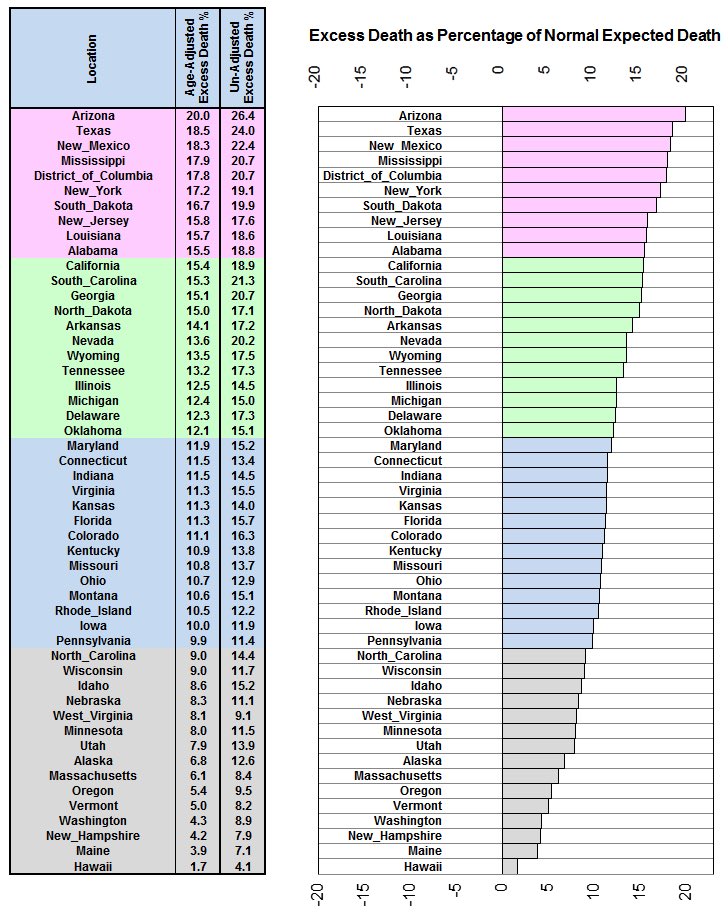 Location
Age-Adjusted
Excess Death %
Un-Adjusted
Excess Death %
Arizona 20.0 26.4
Texas 18.5 24.0
New_Mexico 18.3 22.4
Mississippi 17.9 20.7
District_of_Columbia 17.8 20.7
New_York 17.2 19.1
South_Dakota 16.7 19.9
New_Jersey 15.8 17.6
Louisiana 15.7 18.6
Alabama 15.5 18.8
California 15.4 18.9
South_Carolina 15.3 21.3
Georgia 15.1 20.7
North_Dakota 15.0 17.1
Arkansas 14.1 17.2
Nevada 13.6 20.2
Wyoming 13.5 17.5
Tennessee 13.2 17.3
Illinois 12.5 14.5
Michigan 12.4 15.0
Delaware 12.3 17.3
Oklahoma 12.1 15.1
Maryland 11.9 15.2
Connecticut 11.5 13.4
Indiana 11.5 14.5
Virginia 11.3 15.5
Kansas 11.3 14.0
Florida 11.3 15.7
Colorado 11.1 16.3
Kentucky 10.9 13.8
Missouri 10.8 13.7
Ohio 10.7 12.9
Montana 10.6 15.1
Rhode_Island 10.5 12.2
Iowa 10.0 11.9
Pennsylvania 9.9 11.4
North_Carolina 9.0 14.4
Wisconsin 9.0 11.7
Idaho 8.6 15.2
Nebraska 8.3 11.1
West_Virginia 8.1 9.1
Minnesota 8.0 11.5
Utah 7.9 13.9
Alaska 6.8 12.6
Massachusetts 6.1 8.4
Oregon 5.4 9.5
Vermont 5.0 8.2
Washington 4.3 8.9
New_Hampshire 4.2 7.9
Maine 3.9 7.1
Hawaii 1.7 4.1
Excess Death as Percentage of Normal Expected Death
-20 -15 -10 -5 0 5 10 15 20
Arizona
Texas
New_Mexico
Mississippi
District_of_Columbia
New_York
South_Dakota
New_Jersey
Louisiana
Alabama
California
South_Carolina
Georgia
North_Dakota
Arkansas
Nevada
Wyoming
Tennessee
Illinois
Michigan
Delaware
Oklahoma
Maryland
Connecticut
Indiana
Virginia
Kansas
Florida
Colorado
Kentucky
Missouri
Ohio
Montana
Rhode_Island
Iowa
Pennsylvania
North_Carolina
Wisconsin
Idaho
Nebraska
West_Virginia
Minnesota
Utah
Alaska
Massachusetts
Oregon
Vermont
Washington
New_Hampshire
Maine
Hawaii
-20 -15 -10 -5 0 5 10 15 20